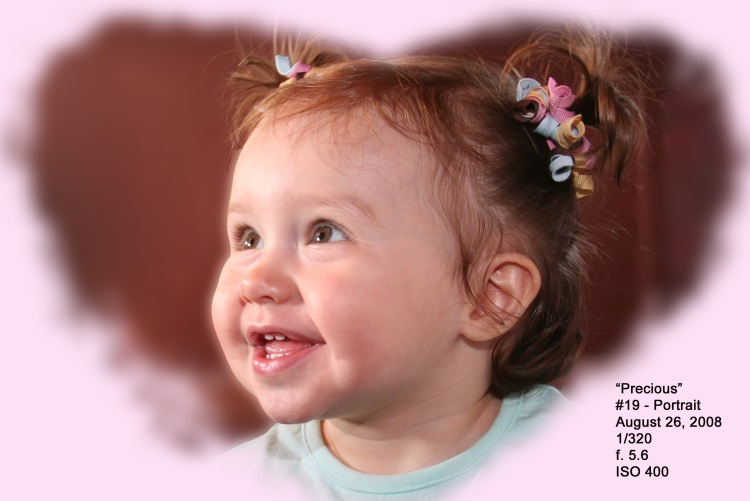 “Precious”
#19 - Portrait
August 26, 2008
1/320
f. 5.6
ISO 400